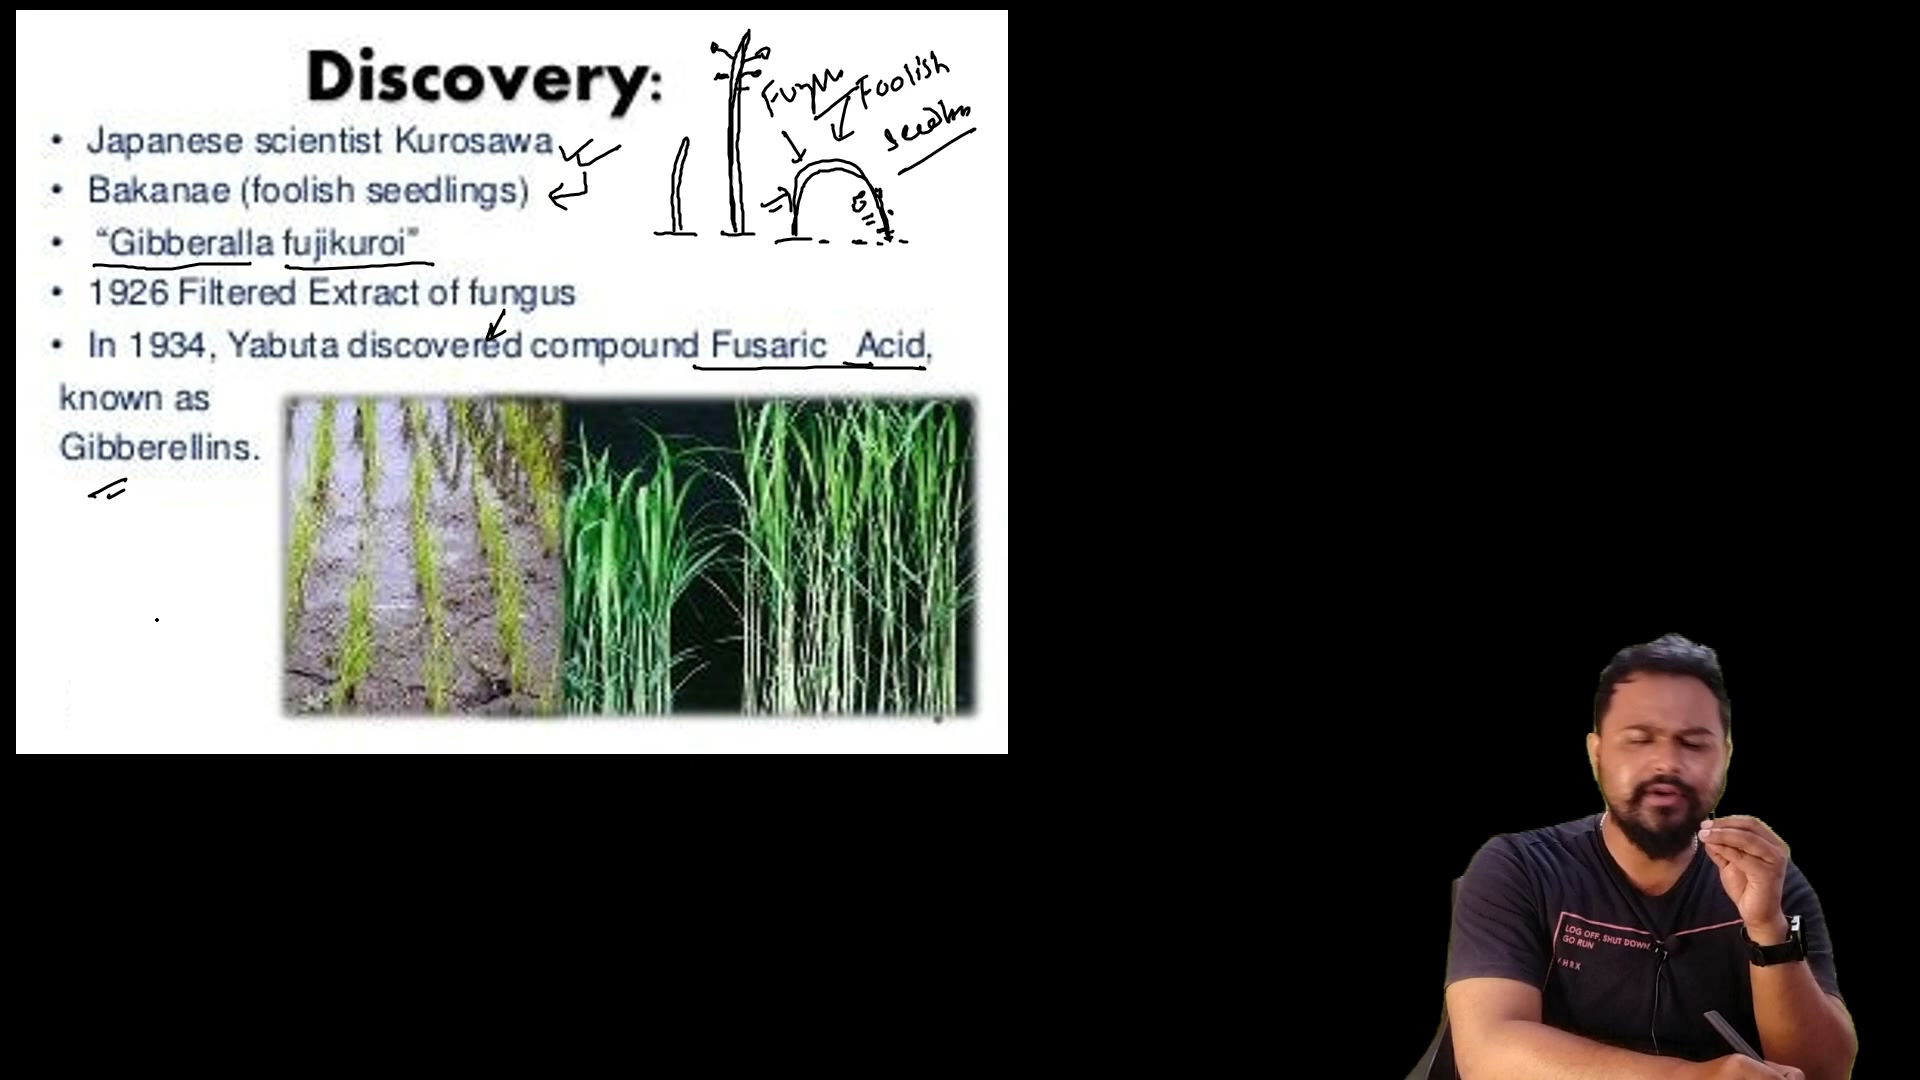 Discovery:
• Japanese scientist Kurosawa
• Bakanae (foolish seedlings)
• “Gibberalla fujikuroi”
• 1926 Filtered Extract of fungus
• In 1934, Yabuta discovered compound Fusaric Acid,
known as
Gibberellins.
Foolish
LOG OFF, SHUT DOWN,
GO RUN
HRX